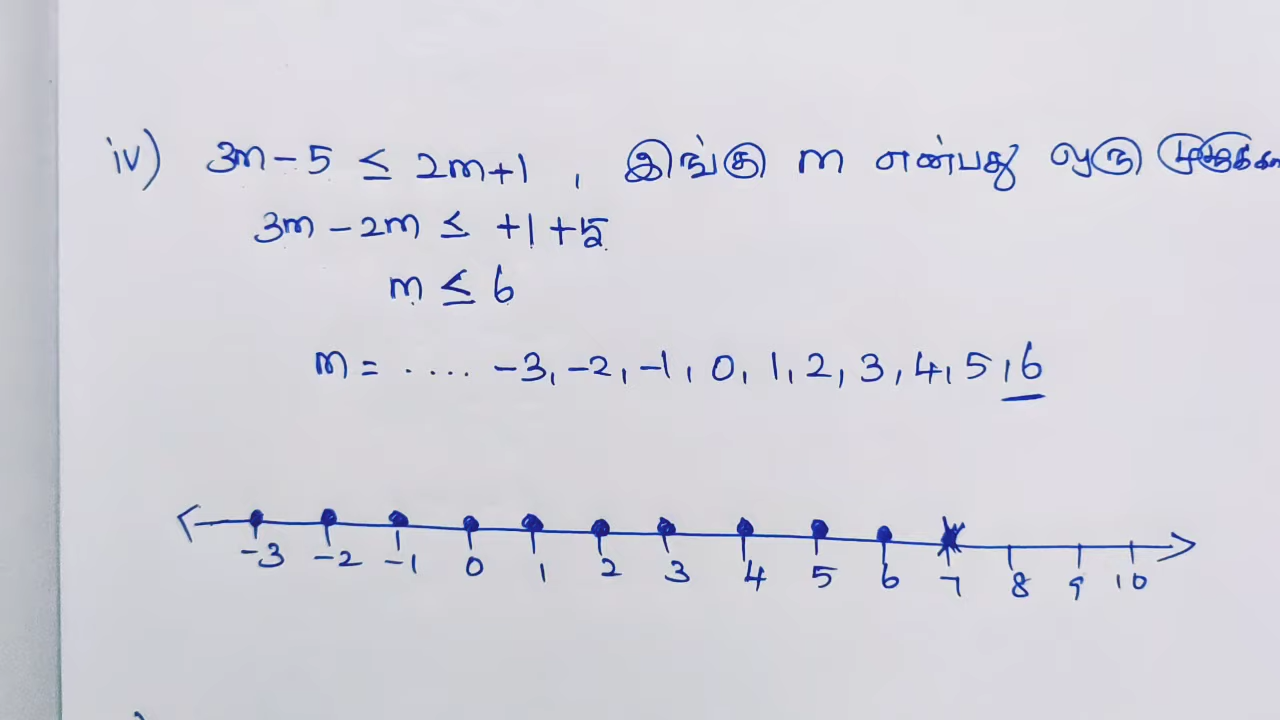 iv) 3m - 5 ≤ 2m+1 , இங்கு m என்பது ஒரு
3m - 2m ≤ +1 +5
m ≤ 6
m = .... -3, -2, -1, 0, 1, 2, 3, 4, 5, 6
-3 -2 -1 0 1 2 3 4 5 6 7 8 9 10